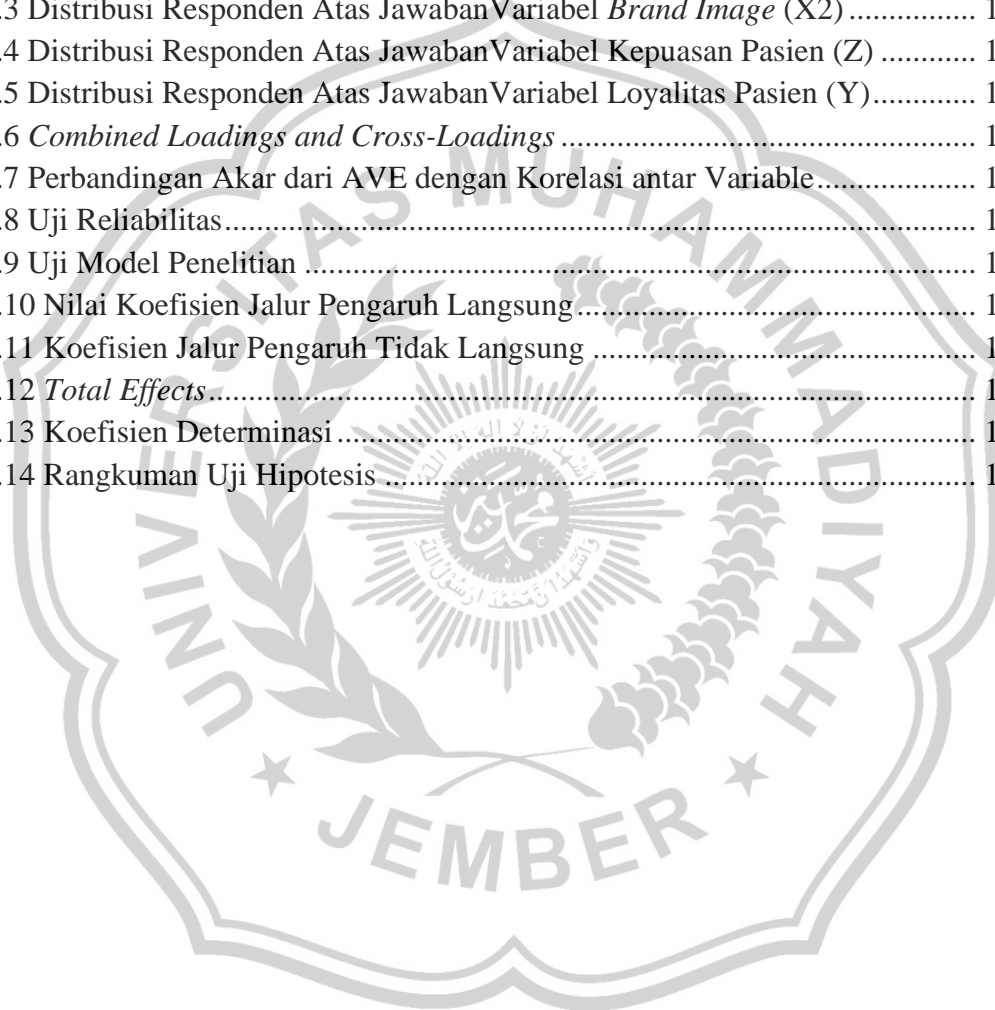 .3 Distribusi Responden Atas JawabanVariabel Brand Image (X2) ............... 1
.4 Distribusi Responden Atas JawabanVariabel Kepuasan Pasien (Z) ............ 1
.5 Distribusi Responden Atas JawabanVariabel Loyalitas Pasien (Y)............. 1
.6 Combined Loadings and Cross-Loadings .................................................. 1
.7 Perbandingan Akar dari AVE dengan Korelasi antar Variable................... 1
.8 Uji Reliabilitas............................................................................................ 1
.9 Uji Model Penelitian .................................................................................. 1
.10 Nilai Koefisien Jalur Pengaruh Langsung................................................ 1
.11 Koefisien Jalur Pengaruh Tidak Langsung .............................................. 1
.12 Total Effects.............................................................................................. 1
.13 Koefisien Determinasi .............................................................................. 1
.14 Rangkuman Uji Hipotesis ........................................................................ 1
UNIVERSITAS MUHAMMADIYAH
JEMBER